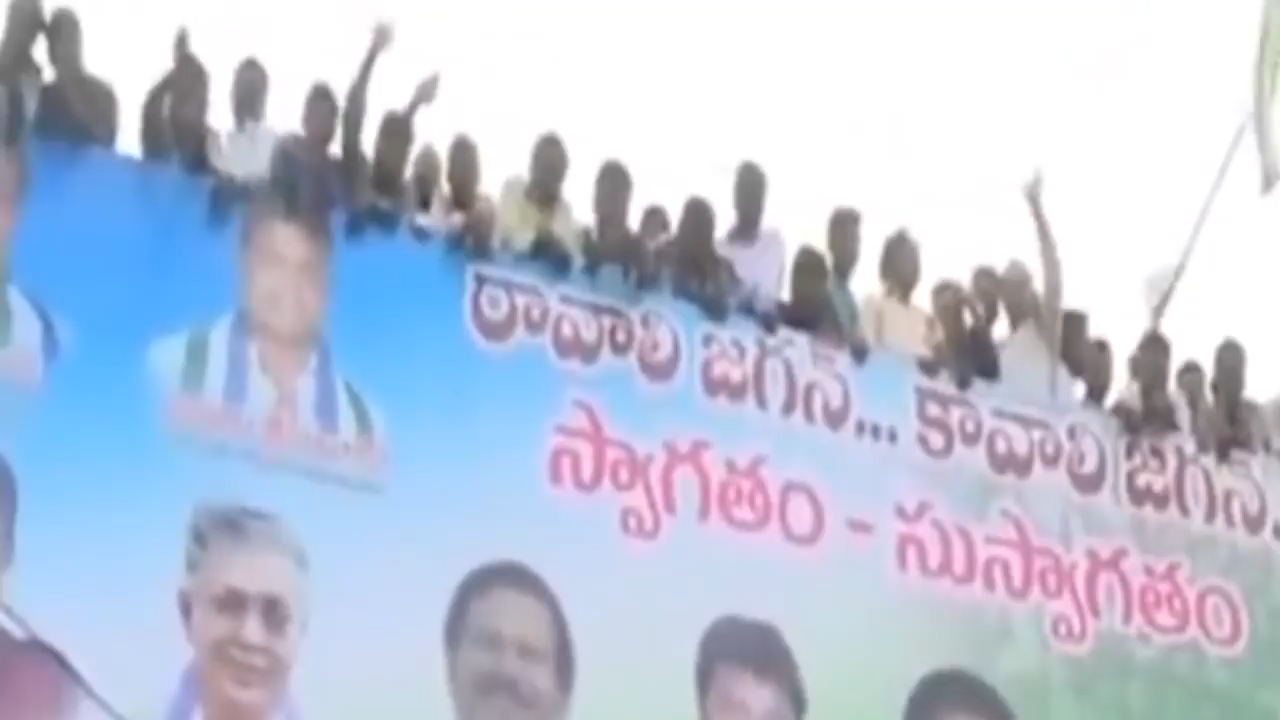 రావాలి జగన్... కావాలి జగన్..
స్వాగతం - సుస్వాగతం